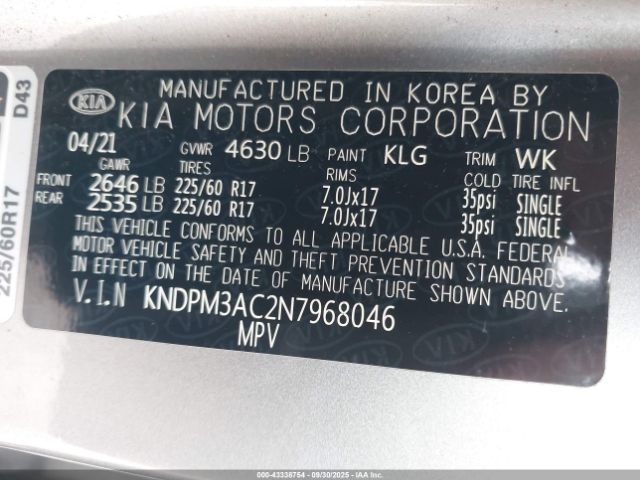 MANUFACTURED IN KOREA BY
KIA
KIA MOTORS CORPORATION
04/21 GVWR 4630 LB PAINT KLG TRIM WK
GAWR TIRES RIMS COLD TIRE INFL
FRONT 2646 LB 225/60 R17 7.0Jx17 35psi SINGLE
REAR 2535 LB 225/60 R17 7.0Jx17 35psi SINGLE
THIS VEHICLE CONFORMS TO ALL APPLICABLE U.S.A. FEDERAL
MOTOR VEHICLE SAFETY AND THEFT PREVENTION STANDARDS
IN EFFECT ON THE DATE OF MANUFACTURE SHOWN ABOVE.
V.I.N KNDPM3AC2N7968046
MPV
D43
225/60R17
000-43338754 - 09/30/2025 - IAAI.COM